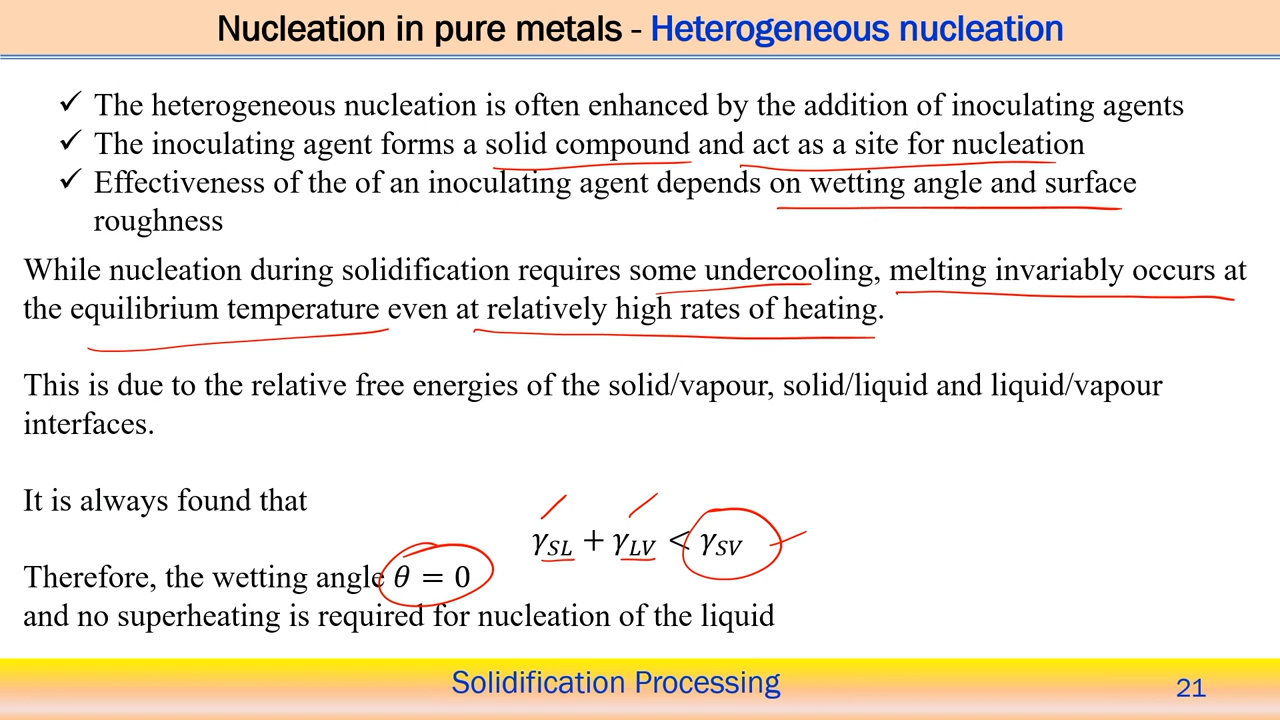 Nucleation in pure metals - Heterogeneous nucleation
✓ The heterogeneous nucleation is often enhanced by the addition of inoculating agents
✓ The inoculating agent forms a solid compound and act as a site for nucleation
✓ Effectiveness of the of an inoculating agent depends on wetting angle and surface
roughness
While nucleation during solidification requires some undercooling, melting invariably occurs at
the equilibrium temperature even at relatively high rates of heating.
This is due to the relative free energies of the solid/vapour, solid/liquid and liquid/vapour
interfaces.
It is always found that
γSL + γLV < γSV
Therefore, the wetting angle θ = 0
and no superheating is required for nucleation of the liquid
Solidification Processing
21